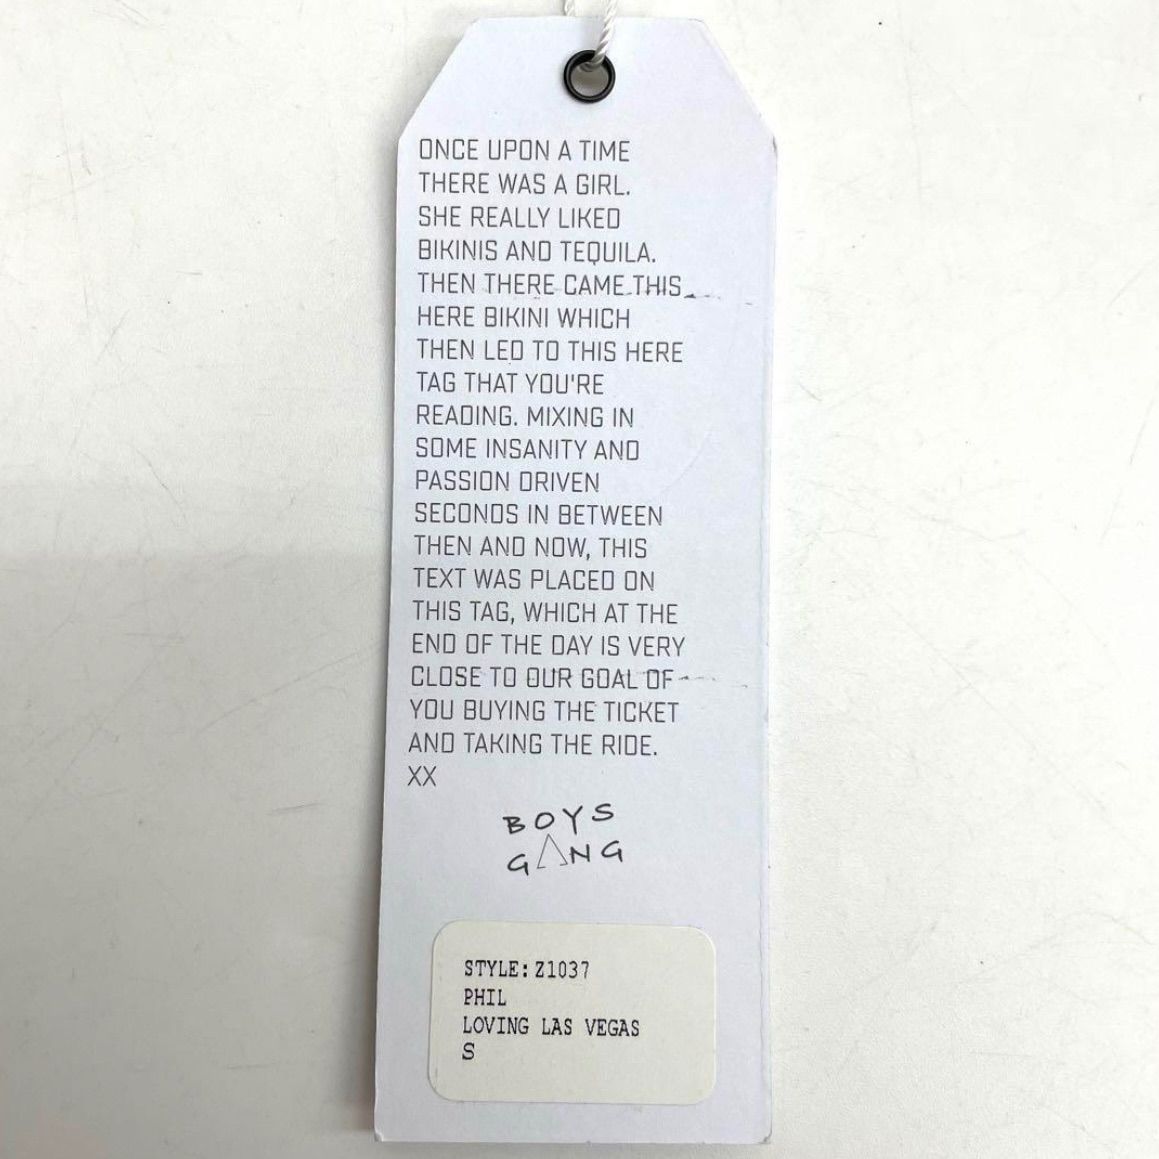 ONCE UPON A TIME
THERE WAS A GIRL.
SHE REALLY LIKED
BIKINIS AND TEQUILA.
THEN THERE CAME THIS
HERE BIKINI WHICH
THEN LED TO THIS HERE
TAG THAT YOU'RE
READING. MIXING IN
SOME INSANITY AND
PASSION DRIVEN
SECONDS IN BETWEEN
THEN AND NOW, THIS
TEXT WAS PLACED ON
THIS TAG, WHICH AT THE
END OF THE DAY IS VERY
CLOSE TO OUR GOAL OF
YOU BUYING THE TICKET
AND TAKING THE RIDE.
XX
BOYS
GANG
STYLE: Z1037
PHIL
LOVING LAS VEGAS
S